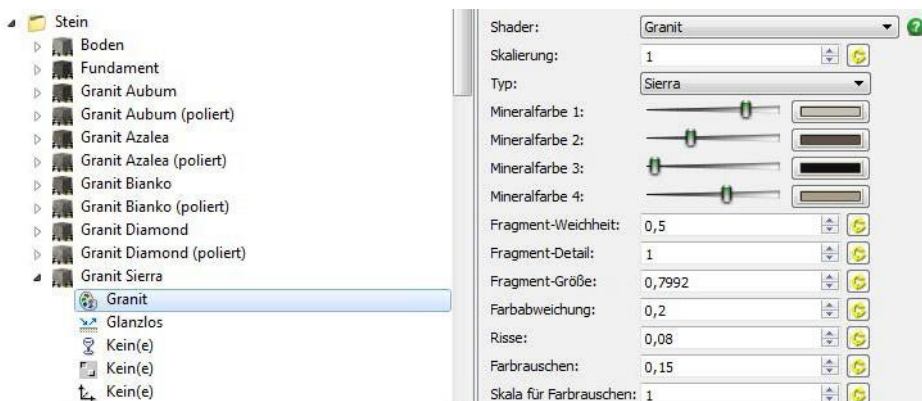 Stein
Boden
Fundament
Granit Aubum
Granit Aubum (poliert)
Granit Azalea
Granit Azalea (poliert)
Granit Bianko
Granit Bianko (poliert)
Granit Diamond
Granit Diamond (poliert)
Granit Sierra
Granit
Glanzlos
Kein(e)
Kein(e)
Kein(e)
Shader: Granit
Skalierung: 1
Typ: Sierra
Mineralfarbe 1:
Mineralfarbe 2:
Mineralfarbe 3:
Mineralfarbe 4:
Fragment-Weichheit: 0,5
Fragment-Detail: 1
Fragment-Größe: 0,7992
Farbabweichung: 0,2
Risse: 0,08
Farbrauschen: 0,15
Skala für Farbrauschen: 1